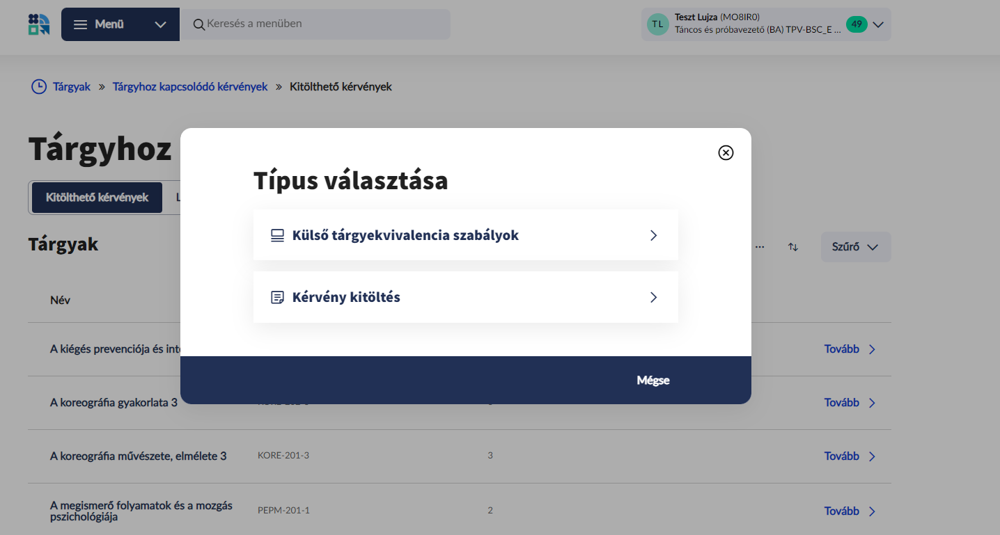 Menü
Keresés a menüben
TL
Teszt Lujza (MO8IR0)
Táncos és próbavezető (BA) TPV-BSC_E ...
49
Tárgyak » Tárgyhoz kapcsolódó kérvények » Kitölthető kérvények
Tárgyhoz
Kitölthető kérvények
Típus választása
Külső tárgyekvivalencia szabályok
Kérvény kitöltés
Mégse
Tárgyak
... Szűrő
Név
A kiégés prevenciója és int
Tovább
A koreográfia gyakorlata 3
Tovább
A koreográfia művészete, elmélete 3 KORE-201-3 3 Tovább
A megismerő folyamatok és a mozgás
pszichológiája
PEPM-201-1 2 Tovább